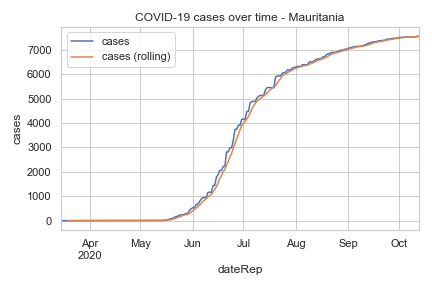 COVID-19 cases over time - Mauritania
cases
cases (rolling)
7000
6000
5000
4000
3000
2000
1000
0
cases
Apr
2020
May
Jun
Jul
Aug
Sep
Oct
dateRep